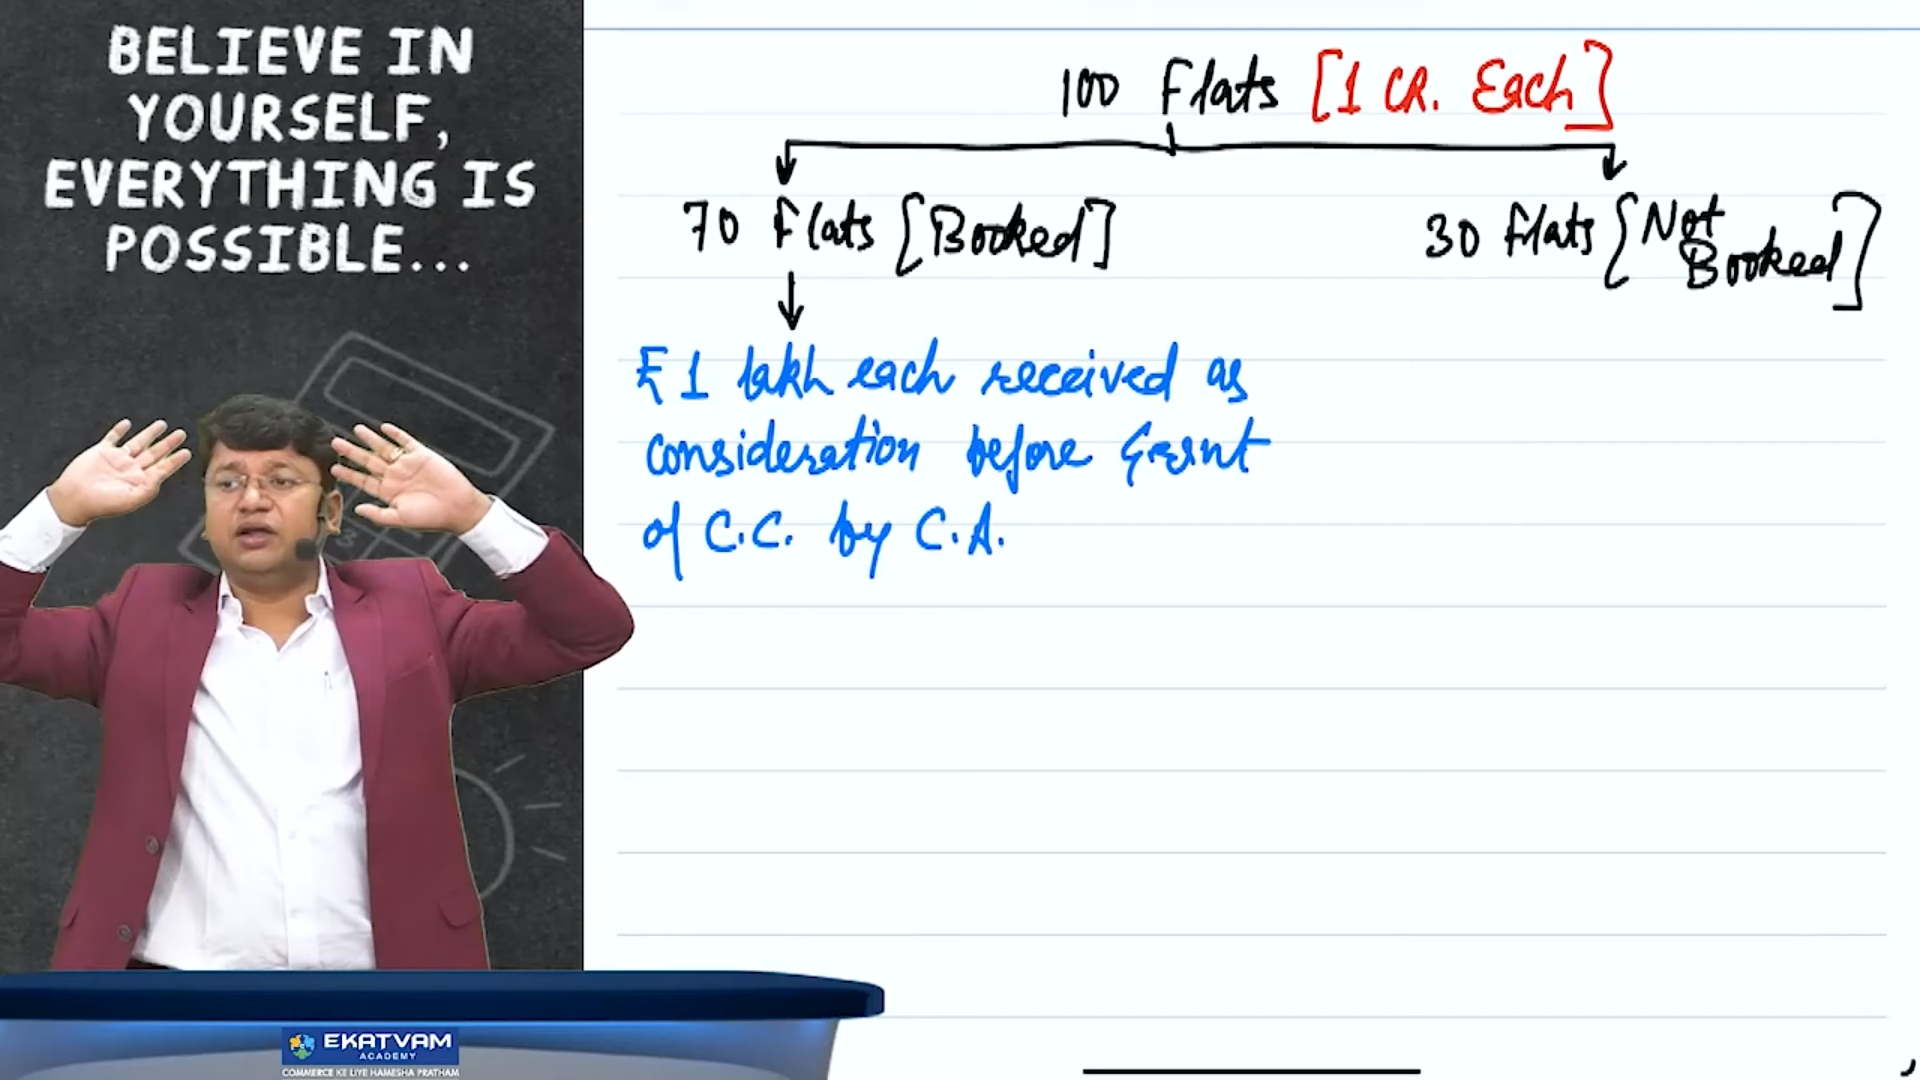 BELIEVE IN
YOURSELF,
EVERYTHING IS
POSSIBLE...
100 Flats [1 CR. Each]
70 Flats [Booked]
30 Flats [Not Booked]
₹ 1 lakh each received as
consideration before Grant
of C.C. by C.A.
EKATVAM
ACADEMY
COMMERCE KE LIYE HAMESHA PRATHAM